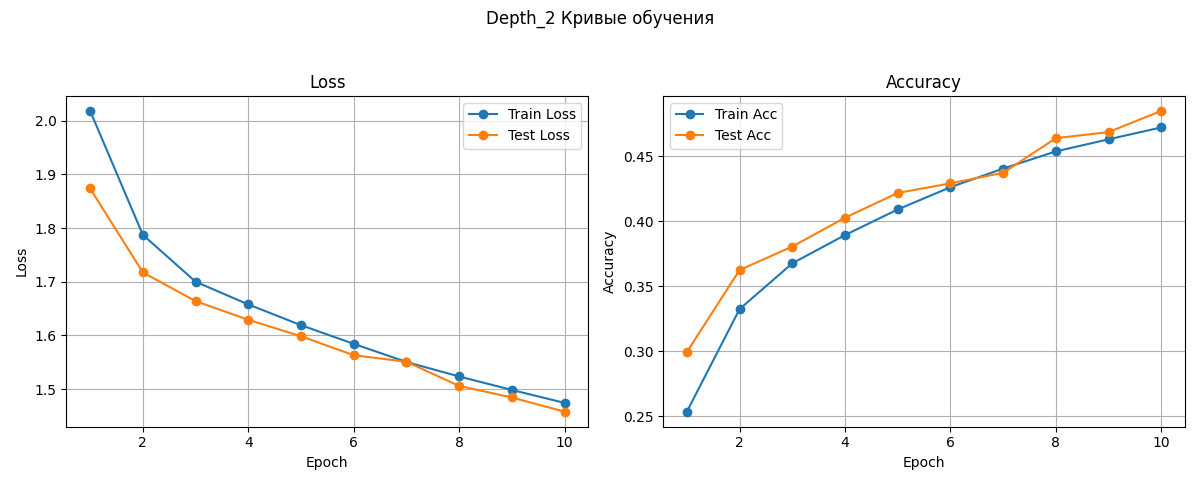 Depth_2 Кривые обучения
Loss
Train Loss
Test Loss
2.0
1.9
1.8
1.7
1.6
1.5
Loss
2 4 6 8 10
Epoch
Accuracy
Train Acc
Test Acc
0.45
0.40
0.35
0.30
0.25
Accuracy
2 4 6 8 10
Epoch